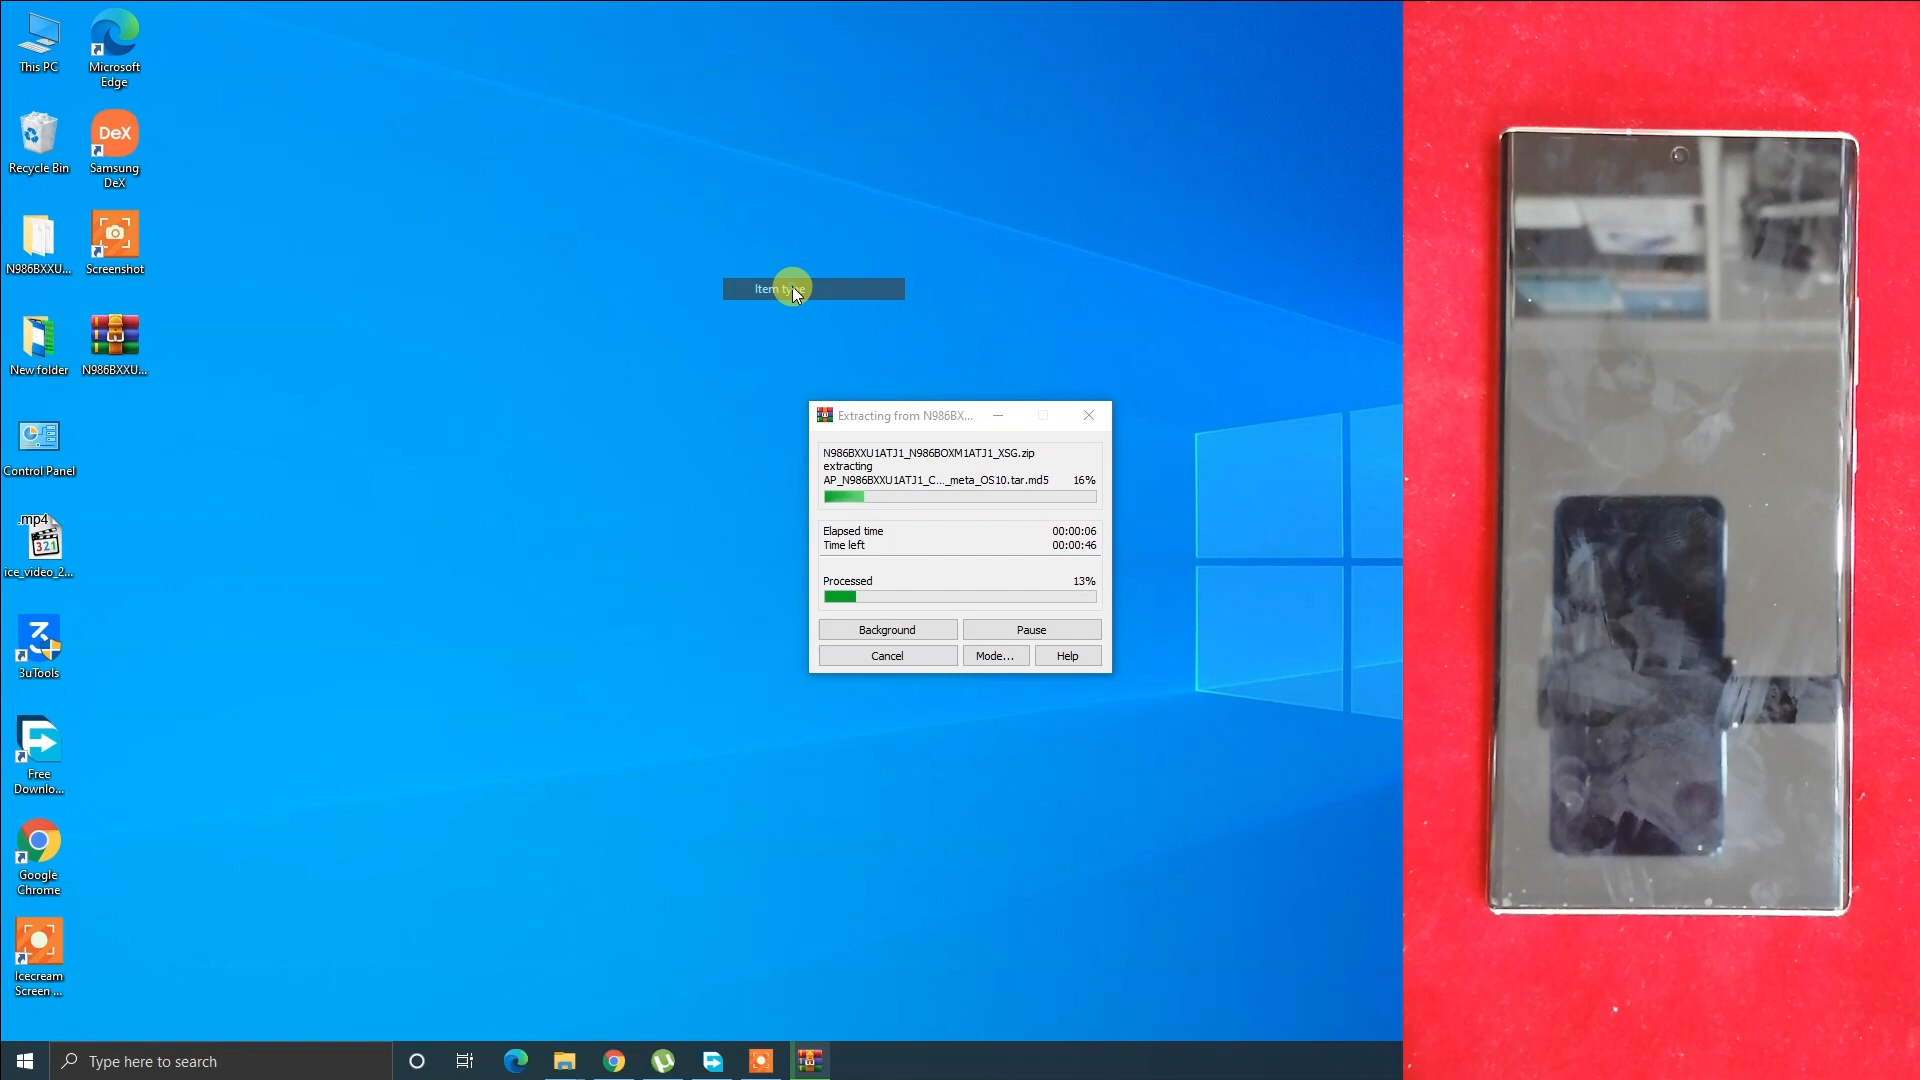 This PC
Microsoft
Edge
Recycle Bin
DeX
Samsung
DeX
N986BXXU...
Screenshot
New folder
N986BXXU...
Control Panel
.mp4
321
ice_video_2...
3uTools
Free
Downlo...
Google
Chrome
Icecream
Screen ...
Item type
Extracting from N986BX...
N986BXXU1ATJ1_N986BOXM1ATJ1_XSG.zip
extracting
AP_N986BXXU1ATJ1_C..._meta_OS10.tar.md5 16%
Elapsed time 00:00:06
Time left 00:00:46
Processed 13%
Background Pause
Cancel Mode... Help
Type here to search